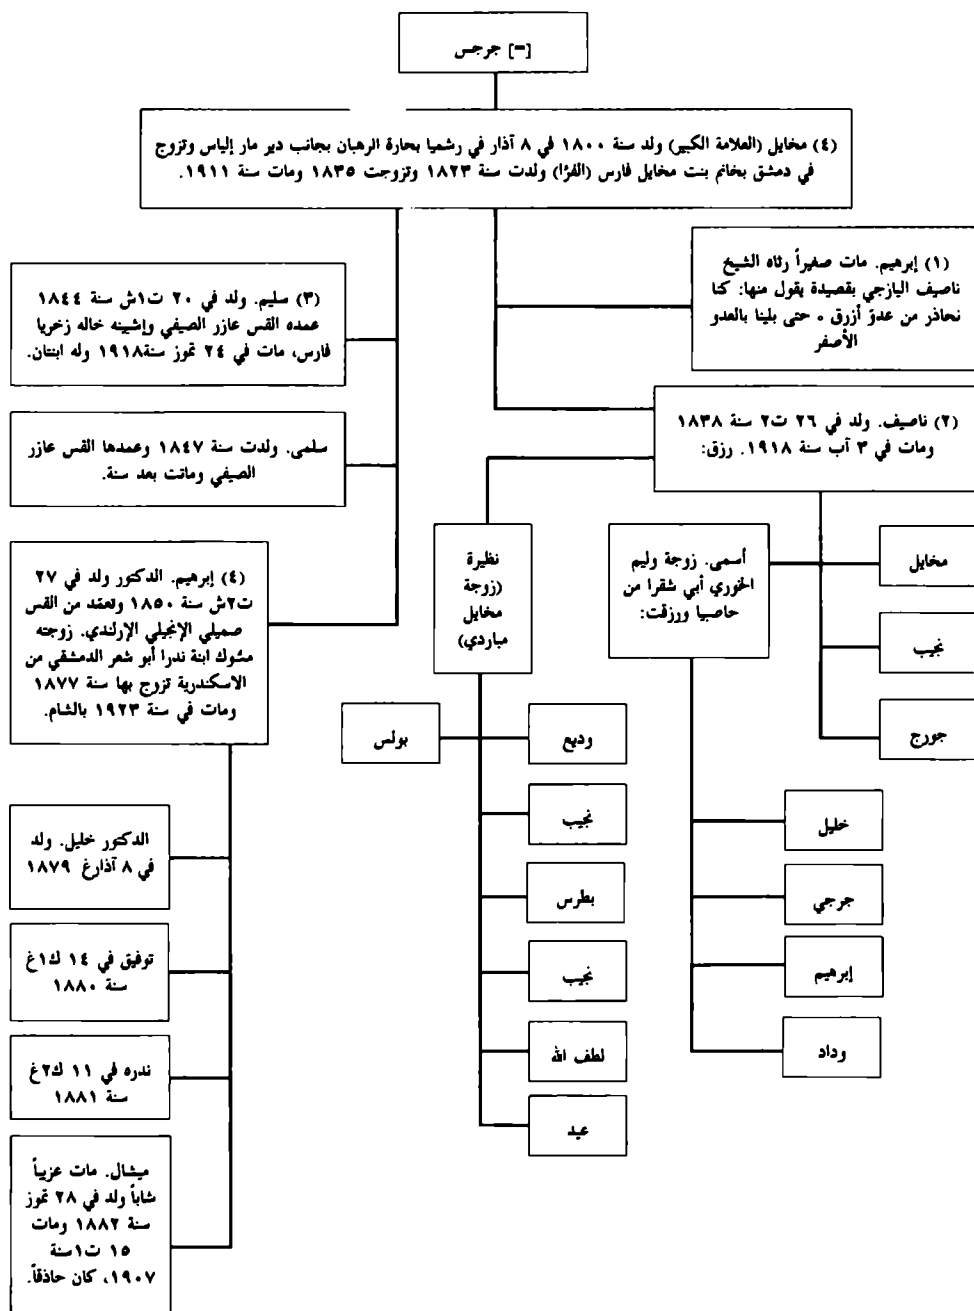 [=] جرجس
(٤) مخايل (العلامة الكبير) ولد سنة ١٨٠٠ في ٨ آذار في رشميا بحارة الرهبان بجانب دير مار إلياس وتزوج
في دمشق بخانم بنت مخايل فارس (الفرّا) ولدت سنة ١٨٢٣ وتزوجت ١٨٣٥ ومات سنة ١٩١١.
(١) إبرهيم. مات صغيراً رثاه الشيخ
ناصيف اليازجي بقصيدة يقول منها: كنا
نحاذر من عدوّ أزرق * حتى بلينا بالعدو
الأصفر
(٢) ناصيف. ولد في ٢٦ ت٢ سنة ١٨٣٨
ومات في ٣ آب سنة ١٩١٨. رزق:
مخايل
نجيب
جورج
أسمى. زوجة وليم
الخوري أبي شقرا من
حاصبيا ورزقت:
خليل
جرجي
إبرهيم
وداد
نظيرة
(زوجة
مخايل
مباردي)
وديع
بولس
نجيب
بطرس
نجيب
لطف الله
عيد
(٣) سليم. ولد في ٢٠ ت١ش سنة ١٨٤٤
عمده القس عازر الصيفي وإشبينه خاله زخريا
فارس، مات في ٢٤ تموز سنة١٩١٨ وله ابنتان.
سلمى. ولدت سنة ١٨٤٧ وعمدها القس عازر
الصيفي وماتت بعد سنة.
(٤) إبرهيم. الدكتور ولد في ٢٧
ت٢ش سنة ١٨٥٠ وتعمّد من القس
صميلي الإنجيلي الإرلندي. زوجته
ابنة ندرا أبو شعر الدمشقي من
الاسكندرية تزوج بها سنة ١٨٧٧
ومات في سنة ١٩٢٣ بالشام.
الدكتور خليل. ولد
في ٨ آذارغ ١٨٧٩
توفيق في ١٤ ك١غ
سنة ١٨٨٠
ندره في ١١ ك٢غ
سنة ١٨٨١
ميشال. مات عزيباً
شاباً ولد في ٢٨ تموز
سنة ١٨٨٢ ومات
١٥ ت١سنة
١٩٠٧، كان حاذقاً.